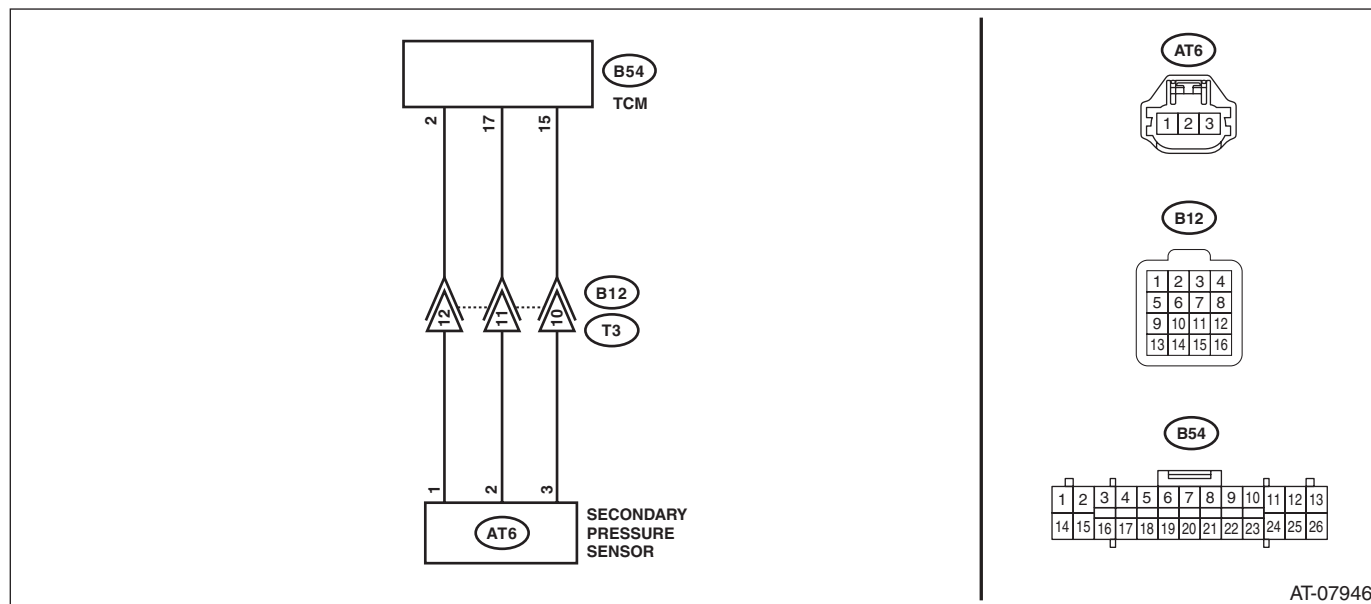 B54
TCM
2 17 15
12 11 10
B12
T3
1 2 3
AT6
SECONDARY
PRESSURE
SENSOR
AT6
1 2 3
B12
1 2 3 4
5 6 7 8
9 10 11 12
13 14 15 16
B54
1 2 3 4 5 6 7 8 9 10 11 12 13
14 15 16 17 18 19 20 21 22 23 24 25 26
AT-07946